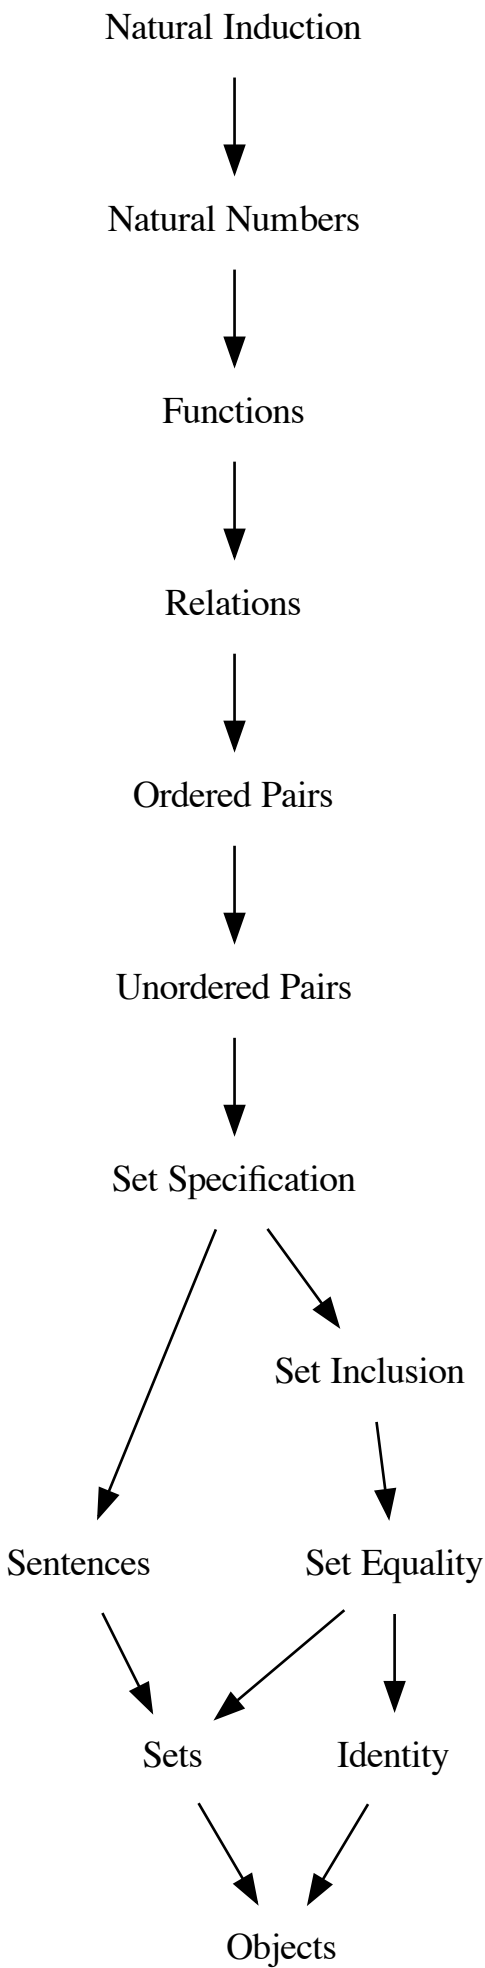 Natural Induction
Natural Numbers
Functions
Relations
Ordered Pairs
Unordered Pairs
Set Specification
Set Inclusion
Sentences
Set Equality
Sets
Identity
Objects